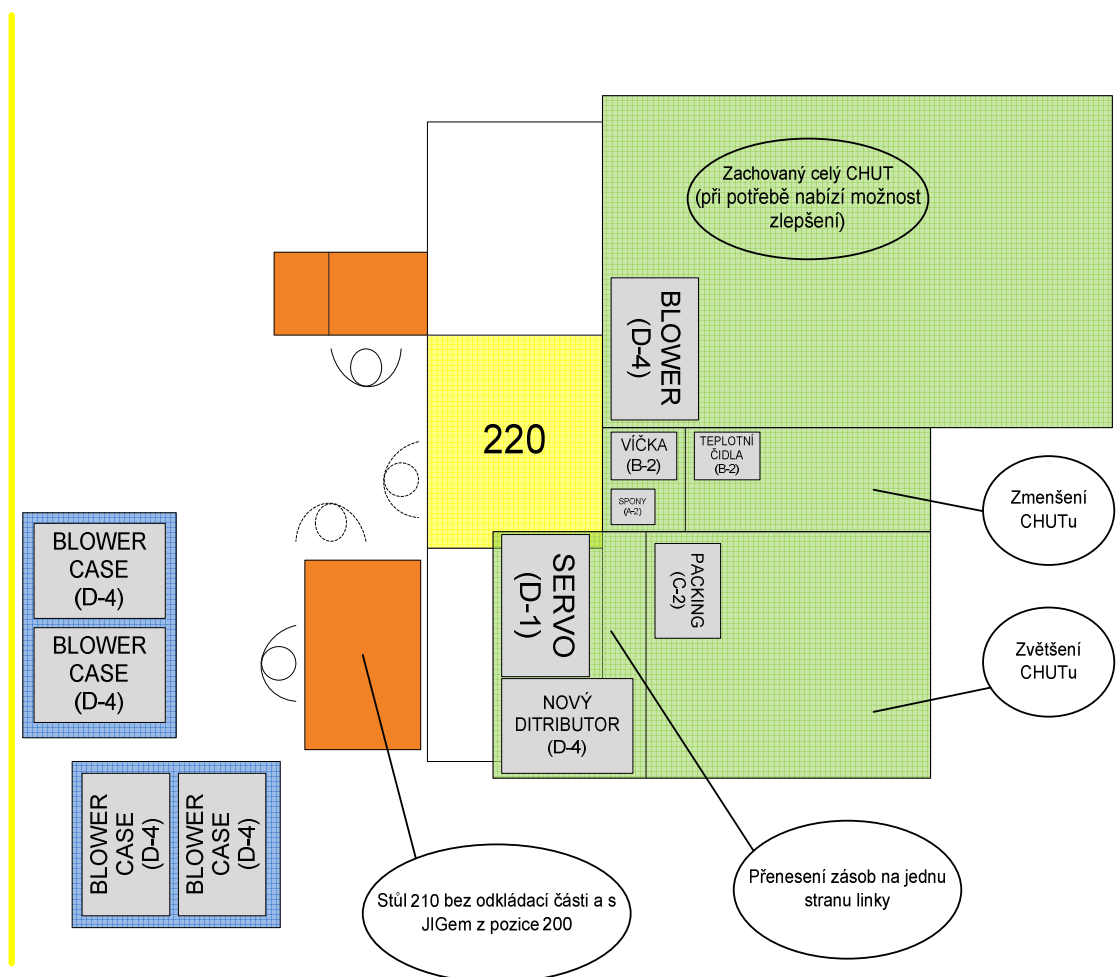 Zachovaný celý CHUT
(při potřebě nabízí možnost
zlepšení)
BLOWER
(D-4)
220
VÍČKA
(B-2)
TEPLOTNÍ
ČIDLA
(B-2)
SPONY
(A-2)
Zmenšení
CHUTu
BLOWER
CASE
(D-4)
BLOWER
CASE
(D-4)
SERVO
(D-1)
PACKING
(C-2)
Zvětšení
CHUTu
NOVÝ
DITRIBUTOR
(D-4)
BLOWER
CASE
(D-4)
BLOWER
CASE
(D-4)
Stůl 210 bez odkládací části a s
JIGem z pozice 200
Přenesení zásob na jednu
stranu linky